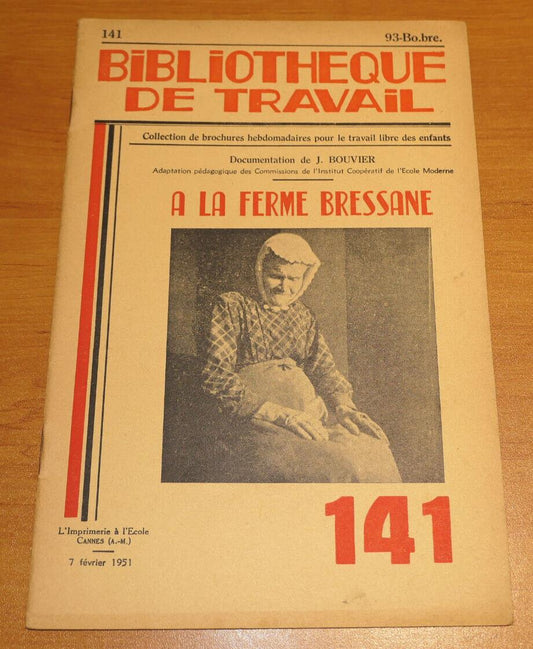 141 93-Bo.bre.
BiBLiOTHEQUE
DE TRAVAiL
Collection de brochures hebdomadaires pour le travail libre des enfants
Documentation de J. BOUVIER
Adaptation pédagogique des Commissions de l'Institut Coopératif de l'Ecole Moderne
A LA FERME BRESSANE
141
L'Imprimerie à l'Ecole
CANNES (A.-M.)
7 février 1951